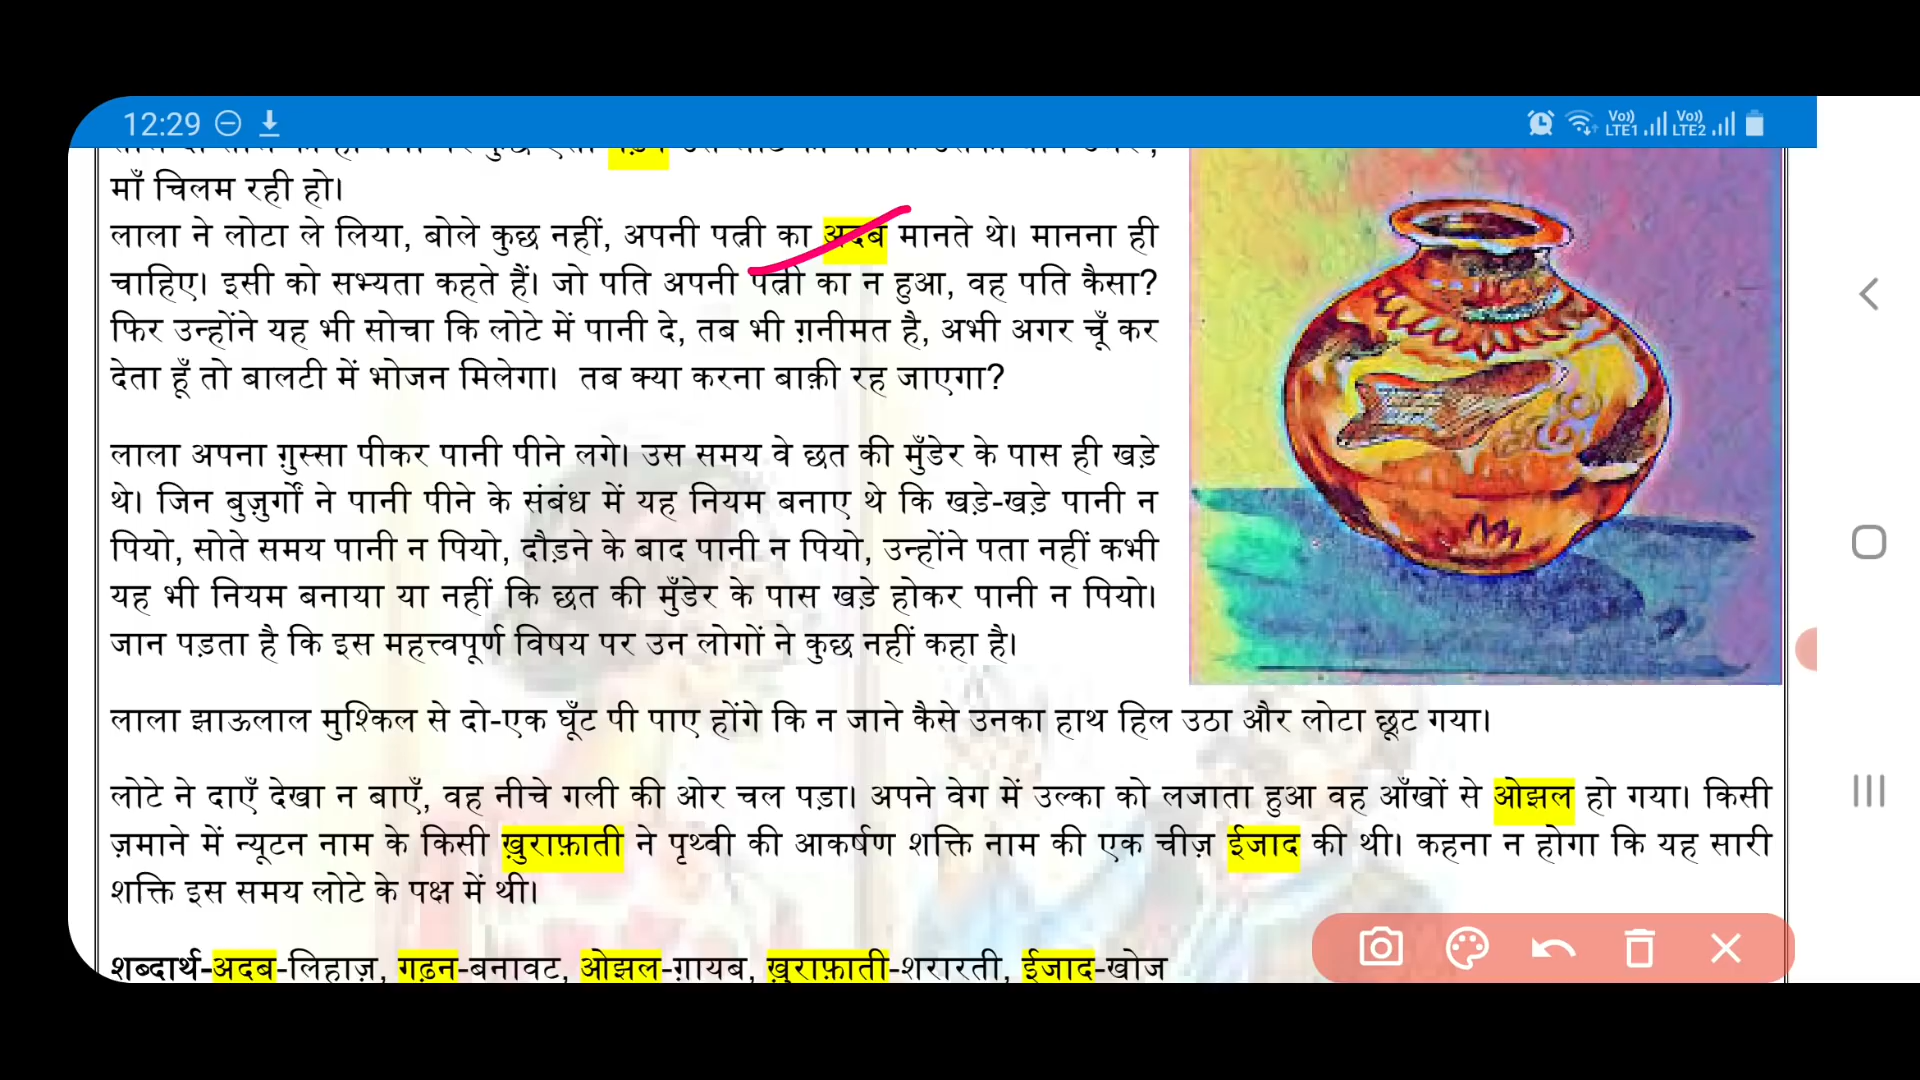 12:29
Vo) LTE1 Vo) LTE2
माँ चिलम रही हो।
लाला ने लोटा ले लिया, बोले कुछ नहीं, अपनी पत्नी का अदब मानते थे। मानना ही
चाहिए। इसी को सभ्यता कहते हैं। जो पति अपनी पत्नी का न हुआ, वह पति कैसा?
फिर उन्होंने यह भी सोचा कि लोटे में पानी दे, तब भी ग़नीमत है, अभी अगर चूँ कर
देता हूँ तो बालटी में भोजन मिलेगा। तब क्या करना बाक़ी रह जाएगा?
लाला अपना ग़ुस्सा पीकर पानी पीने लगे। उस समय वे छत की मुँडेर के पास ही खड़े
थे। जिन बुज़ुर्गों ने पानी पीने के संबंध में यह नियम बनाए थे कि खड़े-खड़े पानी न
पियो, सोते समय पानी न पियो, दौड़ने के बाद पानी न पियो, उन्होंने पता नहीं कभी
यह भी नियम बनाया या नहीं कि छत की मुँडेर के पास खड़े होकर पानी न पियो।
जान पड़ता है कि इस महत्त्वपूर्ण विषय पर उन लोगों ने कुछ नहीं कहा है।
लाला झाऊलाल मुश्किल से दो-एक घूँट पी पाए होंगे कि न जाने कैसे उनका हाथ हिल उठा और लोटा छूट गया।
लोटे ने दाएँ देखा न बाएँ, वह नीचे गली की ओर चल पड़ा। अपने वेग में उल्का को लजाता हुआ वह आँखों से ओझल हो गया। किसी
ज़माने में न्यूटन नाम के किसी ख़ुराफ़ाती ने पृथ्वी की आकर्षण शक्ति नाम की एक चीज़ ईजाद की थी। कहना न होगा कि यह सारी
शक्ति इस समय लोटे के पक्ष में थी।
शब्दार्थ-अदब-लिहाज़, गढ़न-बनावट, ओझल-ग़ायब, ख़ुराफ़ाती-शरारती, ईजाद-खोज